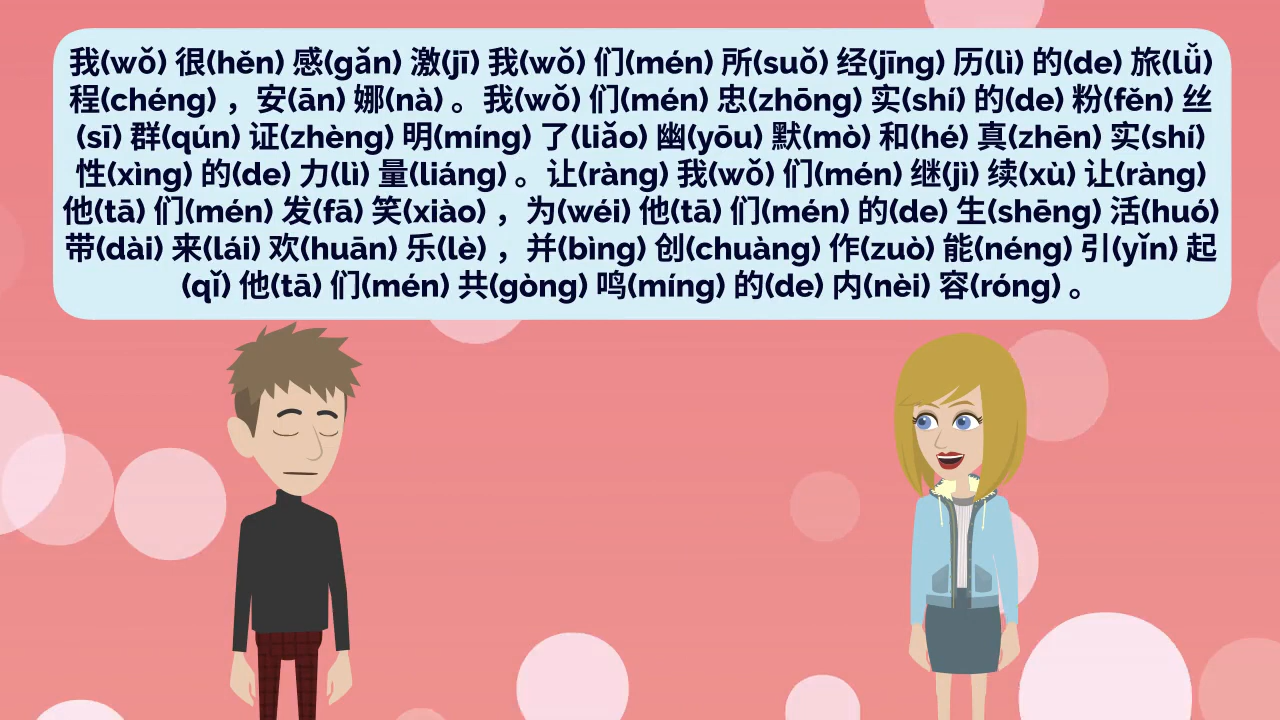 我(wǒ) 很(hěn) 感(gǎn) 激(jī) 我(wǒ) 们(mén) 所(suǒ) 经(jīng) 历(lì) 的(de) 旅(lǚ)
程(chéng) ，安(ān) 娜(nà) 。我(wǒ) 们(mén) 忠(zhōng) 实(shí) 的(de) 粉(fěn) 丝
(sī) 群(qún) 证(zhèng) 明(míng) 了(liǎo) 幽(yōu) 默(mò) 和(hé) 真(zhēn) 实(shí)
性(xìng) 的(de) 力(lì) 量(liáng) 。让(ràng) 我(wǒ) 们(mén) 继(jì) 续(xù) 让(ràng)
他(tā) 们(mén) 发(fā) 笑(xiào) ，为(wéi) 他(tā) 们(mén) 的(de) 生(shēng) 活(huó)
带(dài) 来(lái) 欢(huān) 乐(lè) ，并(bìng) 创(chuàng) 作(zuò) 能(néng) 引(yǐn) 起
(qǐ) 他(tā) 们(mén) 共(gòng) 鸣(míng) 的(de) 内(nèi) 容(róng) 。